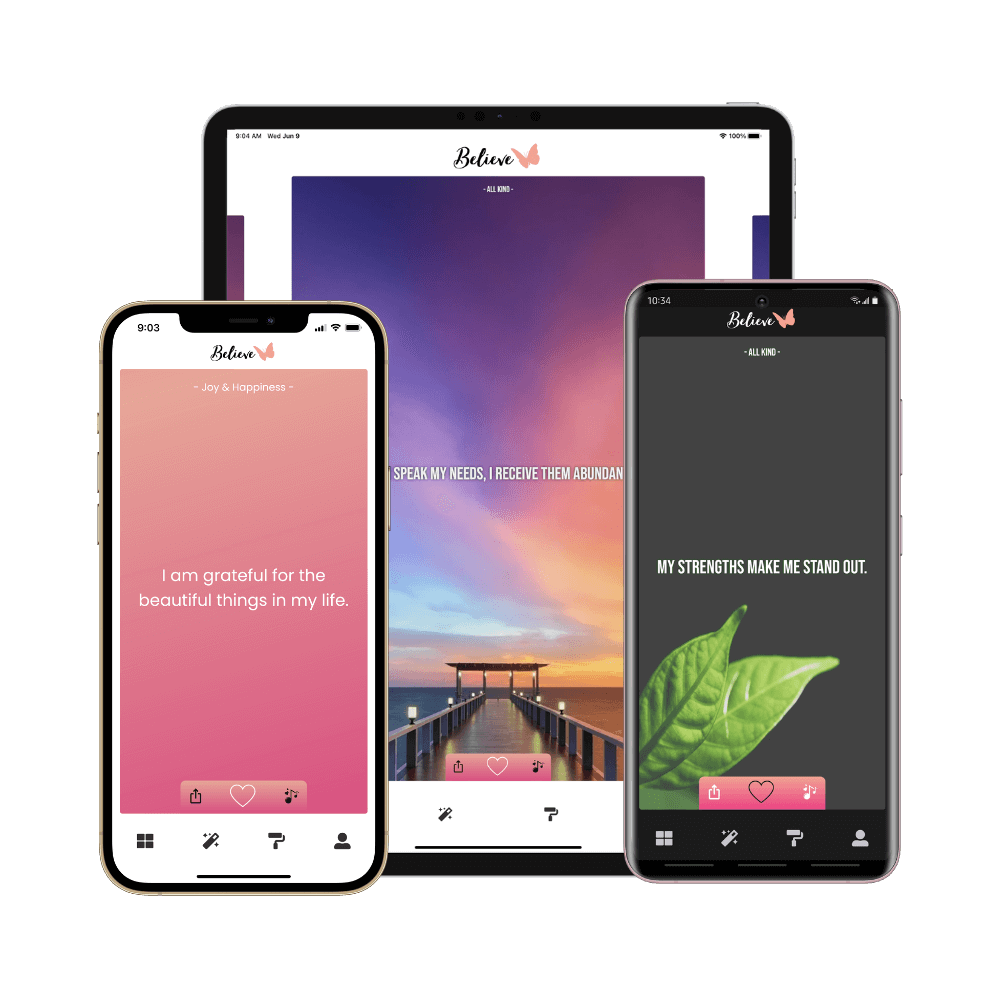 9:04 AM Wed Jun 9
100%
Believe
- ALL KIND -
SPEAK MY NEEDS, I RECEIVE THEM ABUNDAN
9:03
Believe
- Joy & Happiness -
I am grateful for the
beautiful things in my life.
10:34
Believe
- ALL KIND -
MY STRENGTHS MAKE ME STAND OUT.